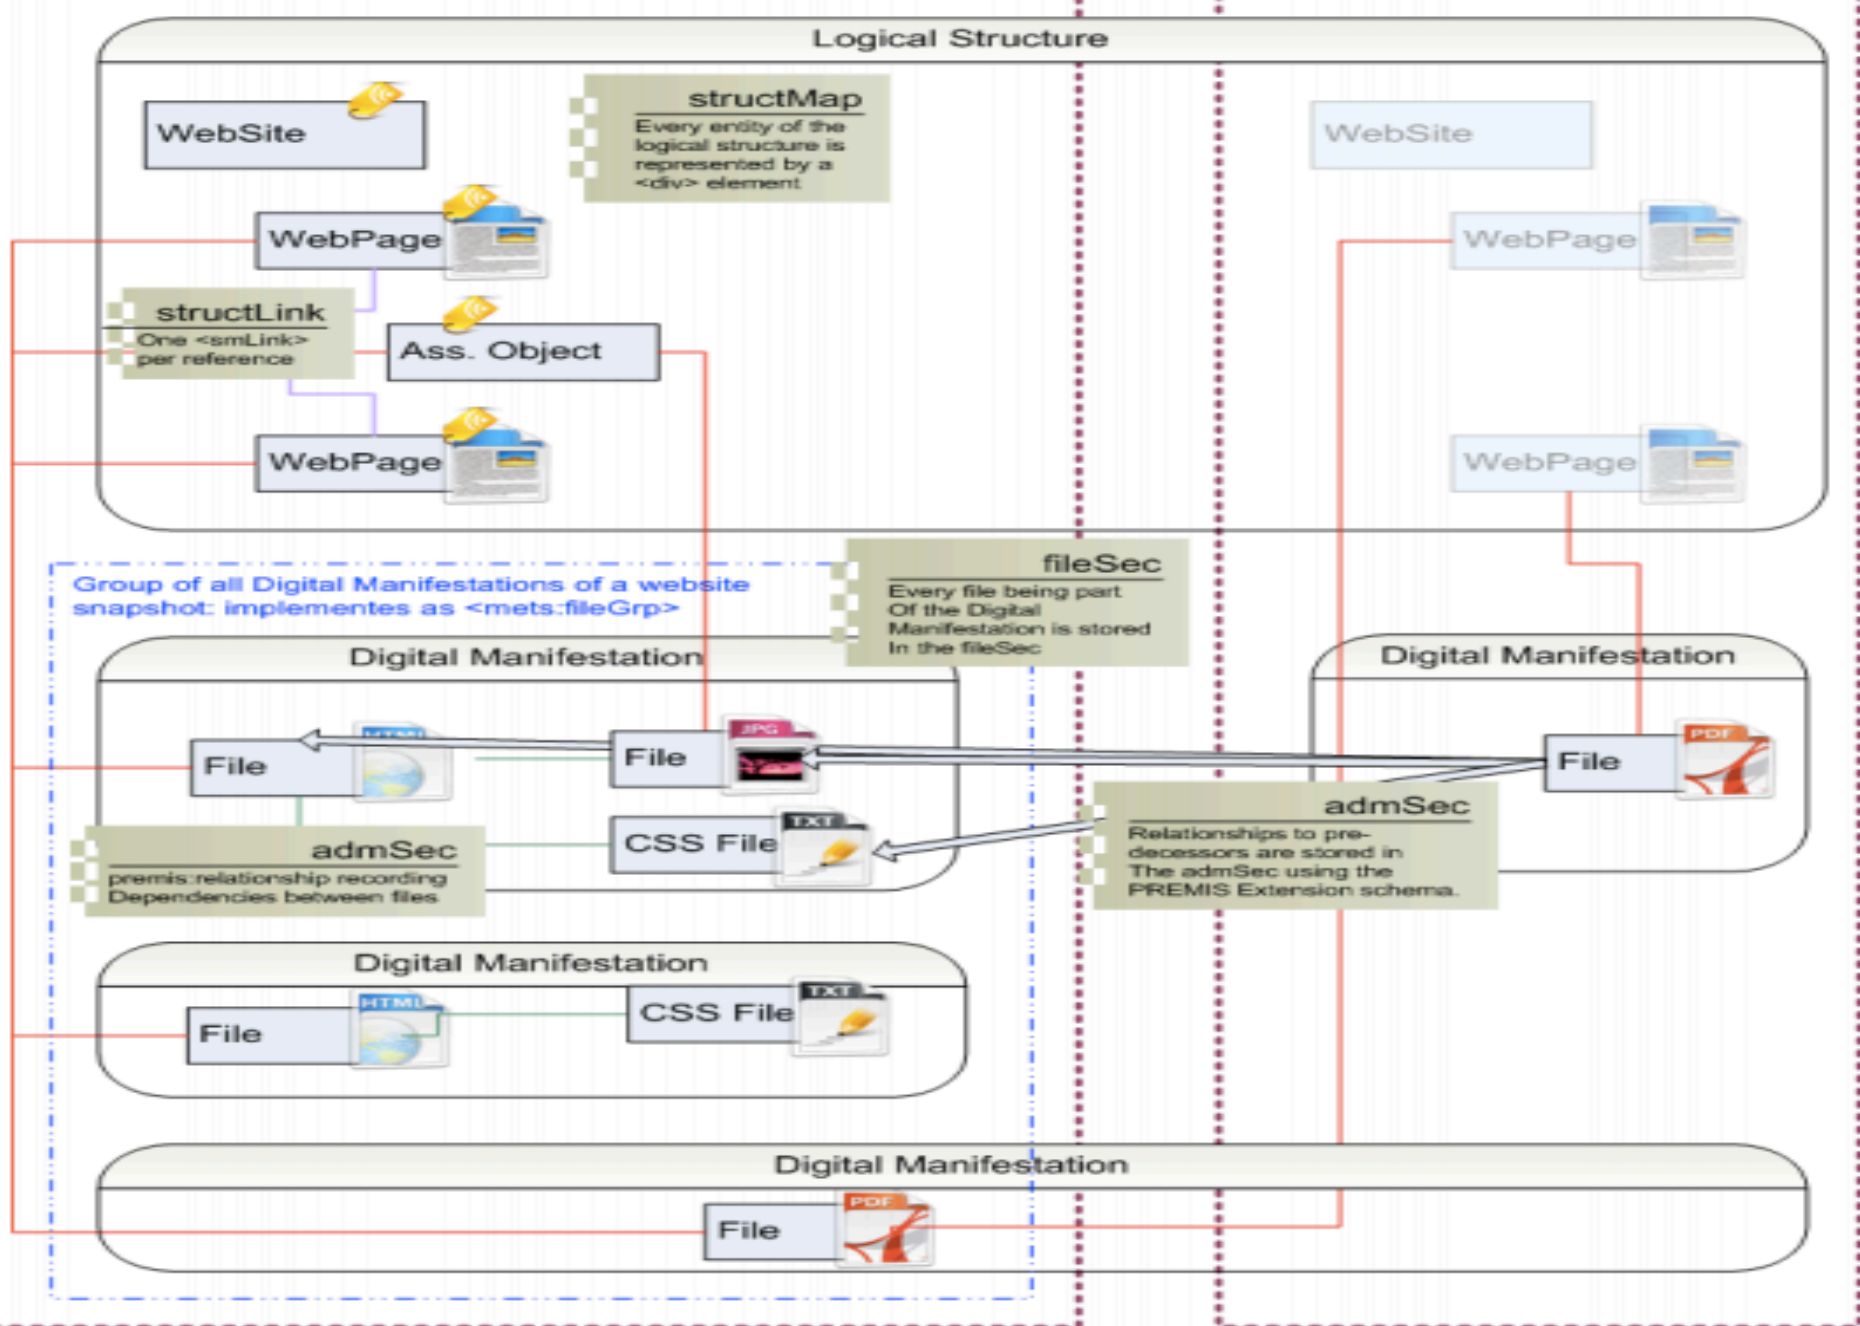 Logical Structure
WebSite
structMap
Every entity of the
logical structure is
represented by a
<div> element
WebSite
WebPage
WebPage
structLink
One <smLink>
per reference
Ass. Object
WebPage
WebPage
Group of all Digital Manifestations of a website
snapshot: implementes as <mets:fileGrp>
fileSec
Every file being part
Of the Digital
Manifestation is stored
In the fileSec
Digital Manifestation
Digital Manifestation
File
HTML
File
JPG
File
PDF
CSS File
TXT
admSec
premis:relationship recording
Dependencies between files
admSec
Relationships to pre-
decessors are stored in
The admSec using the
PREMIS Extension schema.
Digital Manifestation
File
HTML
CSS File
TXT
Digital Manifestation
File
PDF